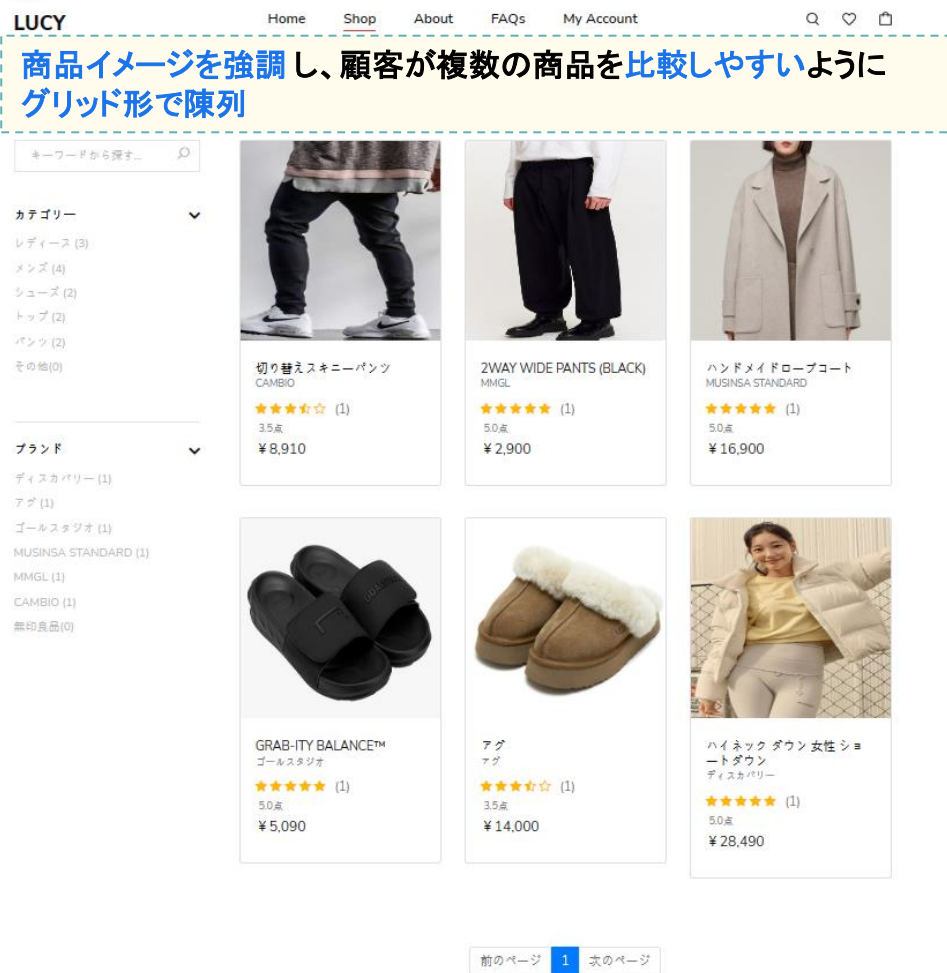 LUCY
Home Shop About FAQs My Account
商品イメージを強調し、顧客が複数の商品を比較しやすいように
グリッド形で陳列
キーワードから探す...
カテゴリー
レディース (3)
メンズ (4)
シューズ (2)
トップ (2)
パンツ (2)
その他(0)
ブランド
ディスカバリー (1)
アグ (1)
ゴールスタジオ (1)
MUSINSA STANDARD (1)
MMGL (1)
CAMBIO (1)
無印良品(0)
切り替えスキニーパンツ
CAMBIO
(1)
3.5点
¥8,910
2WAY WIDE PANTS (BLACK)
MMGL
(1)
5.0点
¥2,900
ハンドメイドローブコート
MUSINSA STANDARD
(1)
5.0点
¥16,900
GRAB-ITY BALANCE™
ゴールスタジオ
(1)
5.0点
¥5,090
アグ
アグ
(1)
3.5点
¥14,000
ハイネック ダウン 女性 ショ
ートダウン
ディスカバリー
(1)
5.0点
¥28,490
前のページ 1 次のページ